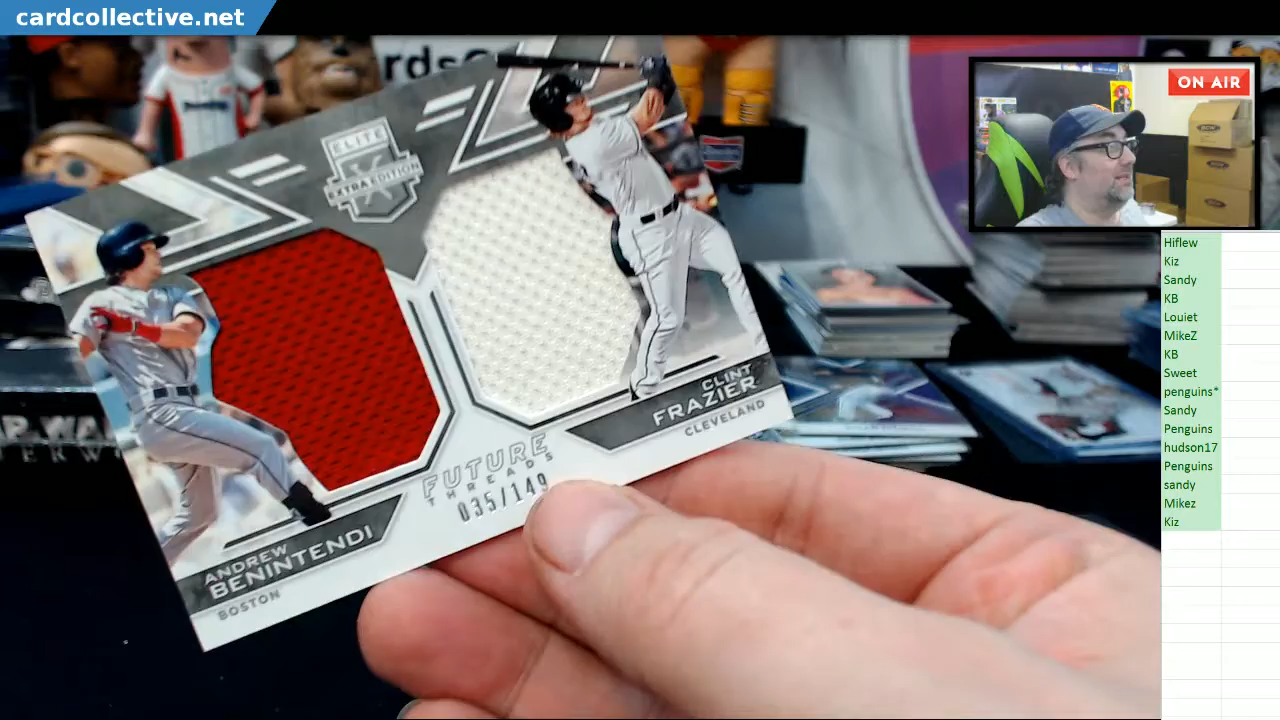 cardcollective.net
rdsC
ON AIR
ELITE
EXTRA EDITION
CLINT
FRAZIER
CLEVELAND
FUTURE
THREADS
035/149
ANDREW
BENINTENDI
BOSTON
Hiflew
Kiz
Sandy
KB
Louiet
MikeZ
KB
Sweet
penguins*
Sandy
Penguins
hudson17
Penguins
sandy
Mikez
Kiz